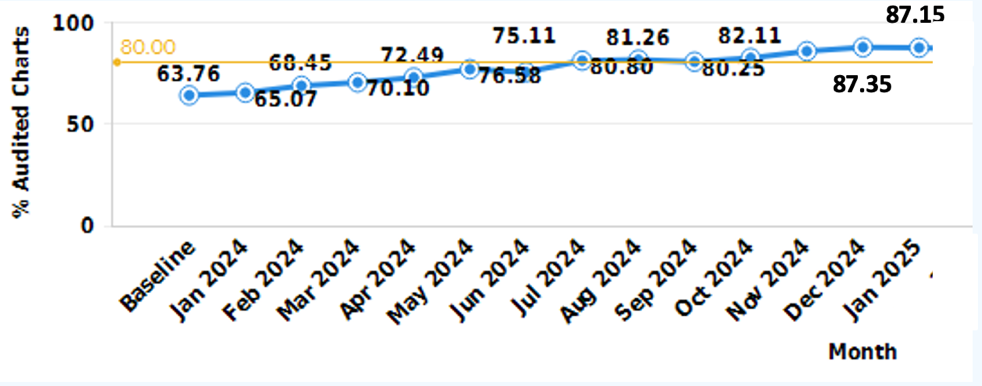 87.15
100
80.00
75.11
81.26
82.11
72.49
68.45
63.76
76.58
80.80
80.25
65.07
70.10
87.35
% Audited Charts
50
0
Baseline
Jan 2024
Feb 2024
Mar 2024
Apr 2024
May 2024
Jun 2024
Jul 2024
Aug 2024
Sep 2024
Oct 2024
Nov 2024
Dec 2024
Jan 2025
Month